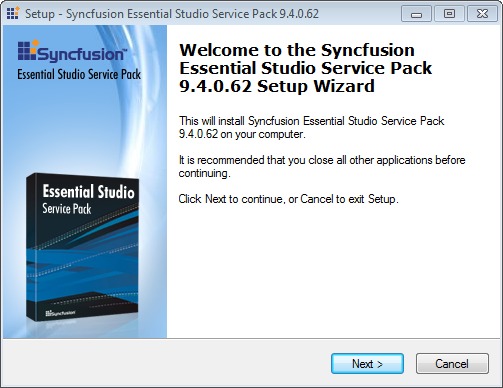 Setup - Syncfusion Essential Studio Service Pack 9.4.0.62
Syncfusion™
Essential Studio Service Pack
Welcome to the Syncfusion
Essential Studio Service Pack
9.4.0.62 Setup Wizard
This will install Syncfusion Essential Studio Service Pack
9.4.0.62 on your computer.
It is recommended that you close all other applications before
continuing.
Click Next to continue, or Cancel to exit Setup.
Essential Studio
Service Pack
Syncfusion
Next >
Cancel